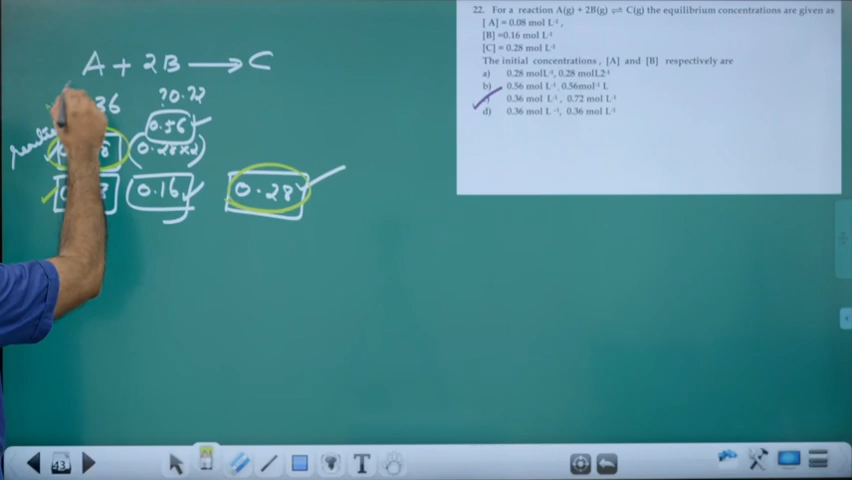 A + 2B ⟶ C
36 ? 0.72
0.56
(0.28×2)
0.16 0.28
22. For a reaction A(g) + 2B(g) ⇌ C(g) the equilibrium concentrations are given as
[ A] = 0.08 mol L⁻¹ ,
[B] =0.16 mol L⁻¹
[C] = 0.28 mol L⁻¹
The initial concentrations, [A] and [B] respectively are
a) 0.28 molL⁻¹, 0.28 molL2⁻¹
b) 0.56 mol L⁻¹, 0.56mol⁻¹ L
0.36 mol L⁻¹ , 0.72 mol L⁻¹
d) 0.36 mol L ⁻¹, 0.36 mol L⁻¹
43
T